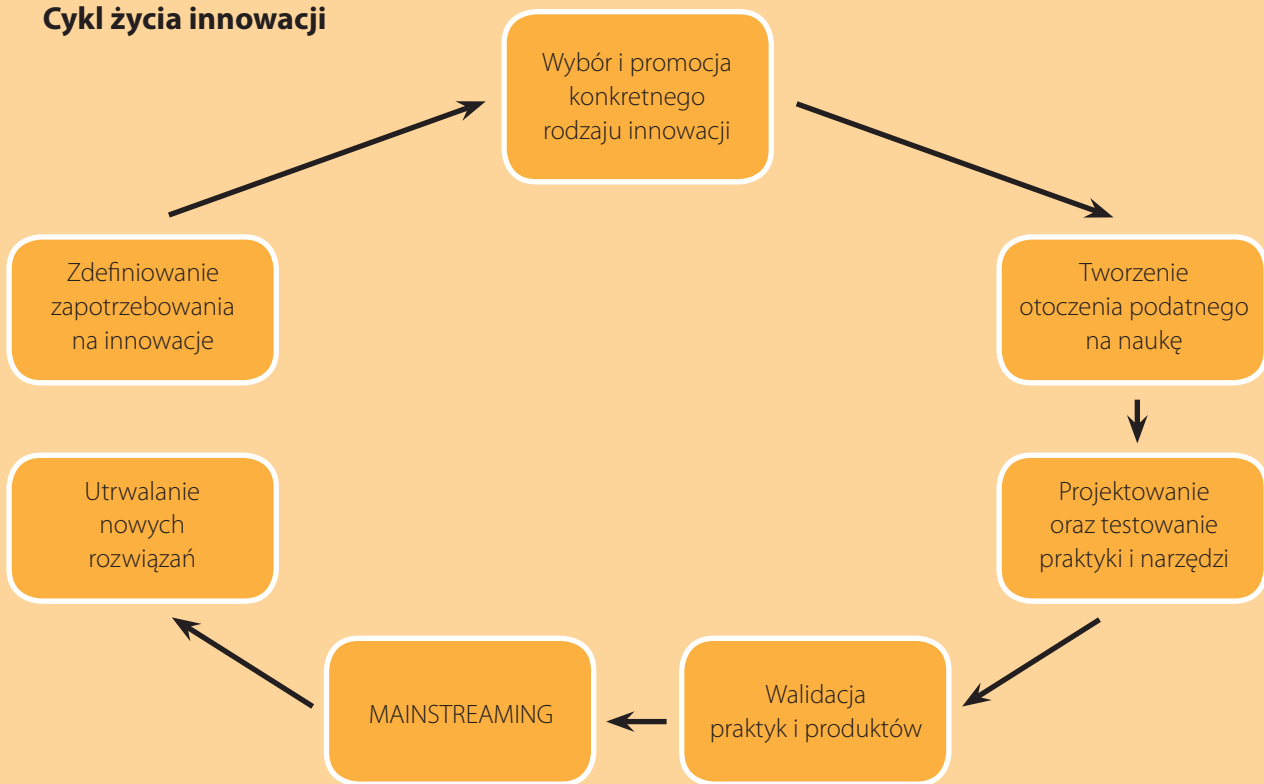 Cykl życia innowacji
Wybór i promocja
konkretnego
rodzaju innowacji
Tworzenie
otoczenia podatnego
na naukę
Projektowanie
oraz testowanie
praktyki i narzędzi
Walidacja
praktyk i produktów
MAINSTREAMING
Utrwalanie
nowych
rozwiązań
Zdefiniowanie
zapotrzebowania
na innowacje